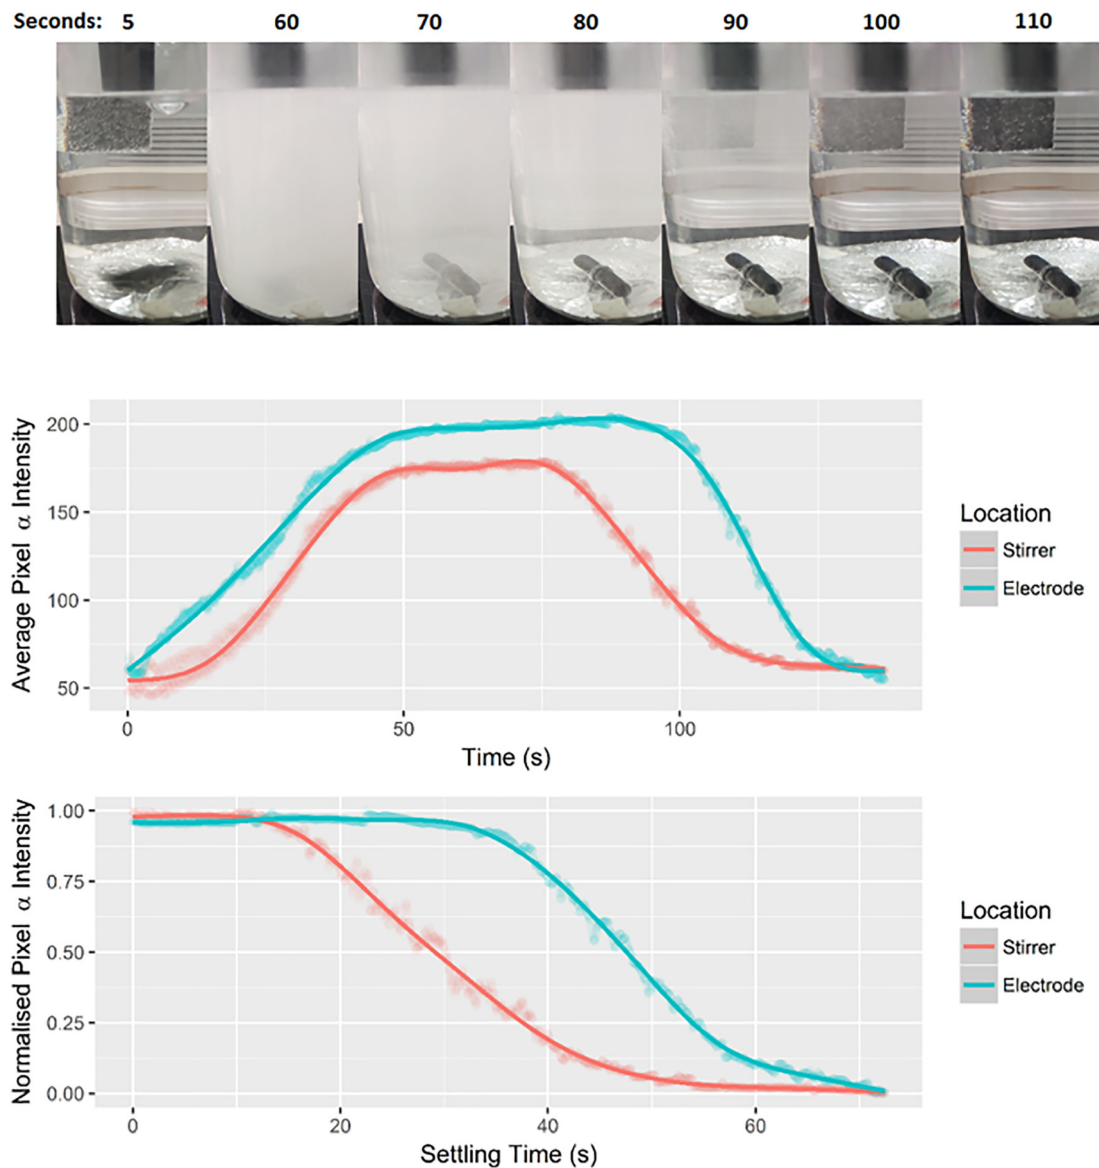 Seconds: 5 60 70 80 90 100 110
200
150
100
50
Average Pixel α Intensity
0 50 100
Time (s)
Location
Stirrer
Electrode
1.00
0.75
0.50
0.25
0.00
Normalised Pixel α Intensity
0 20 40 60
Settling Time (s)
Location
Stirrer
Electrode